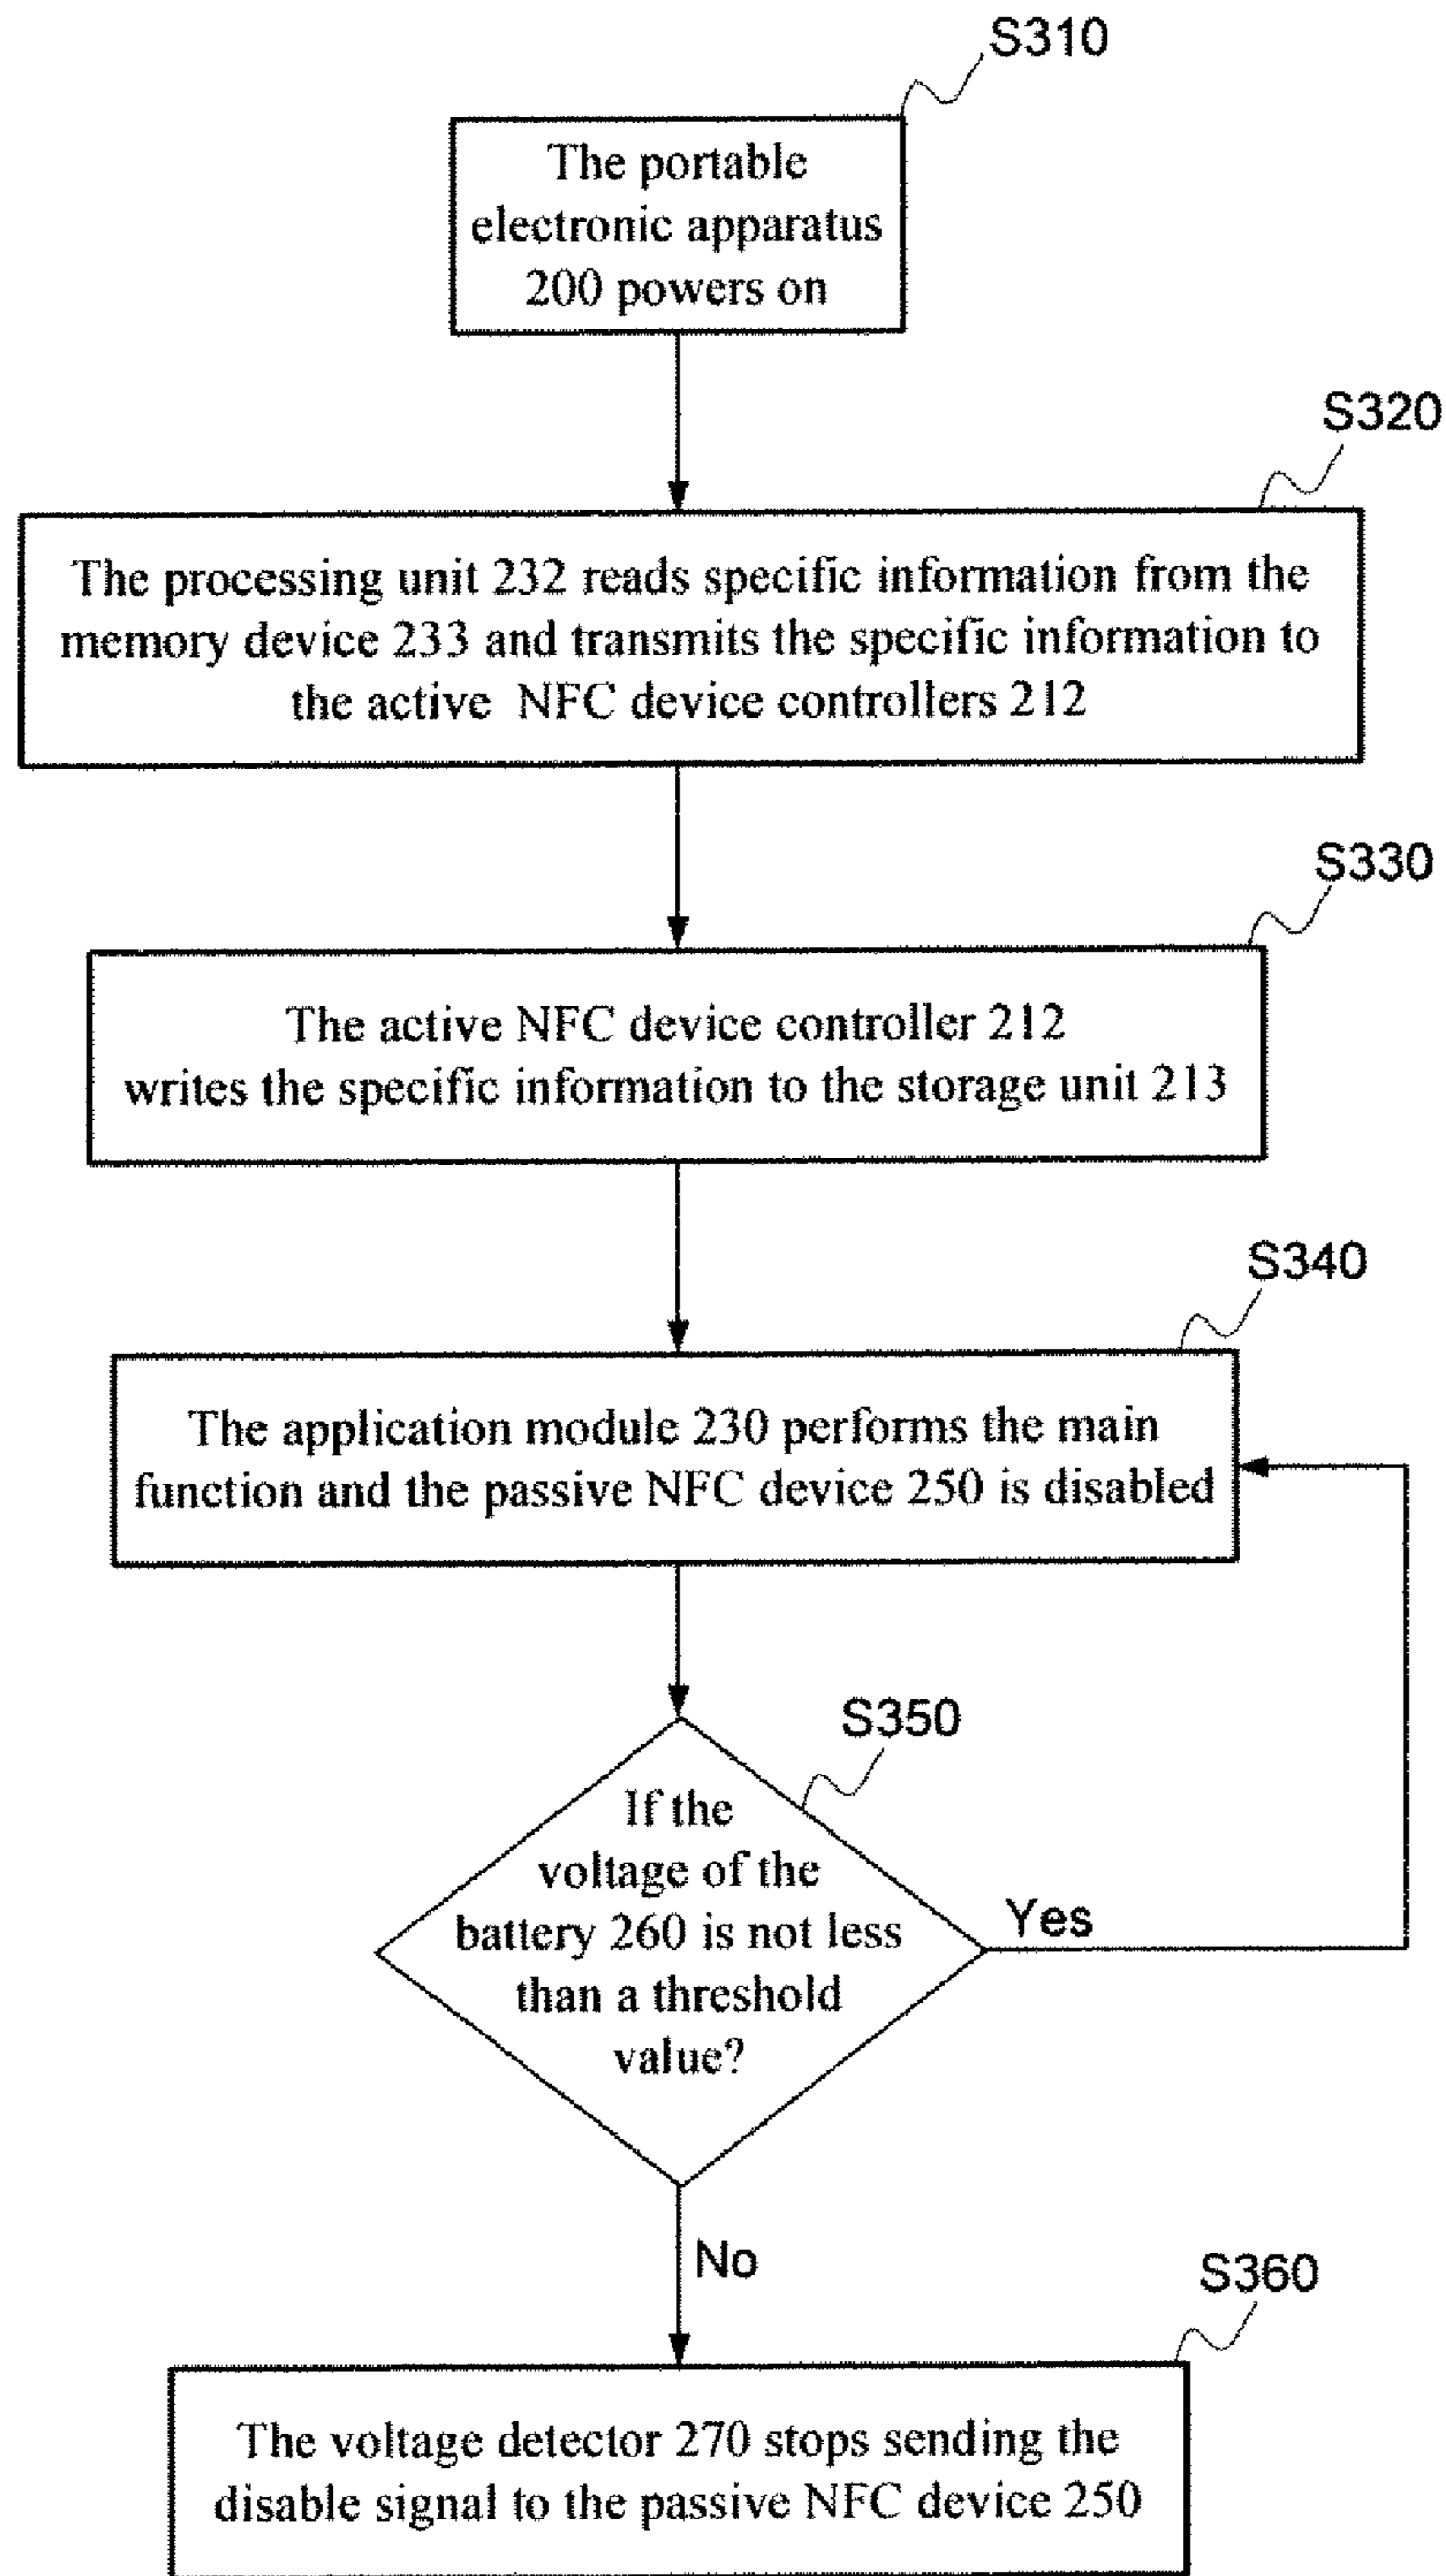 S310
The portable
electronic apparatus
200 powers on
S320
The processing unit 232 reads specific information from the
memory device 233 and transmits the specific information to
the active NFC device controllers 212
S330
The active NFC device controller 212
writes the specific information to the storage unit 213
S340
The application module 230 performs the main
function and the passive NFC device 250 is disabled
S350
If the
voltage of the
battery 260 is not less
than a threshold
value?
Yes
No
S360
The voltage detector 270 stops sending the
disable signal to the passive NFC device 250